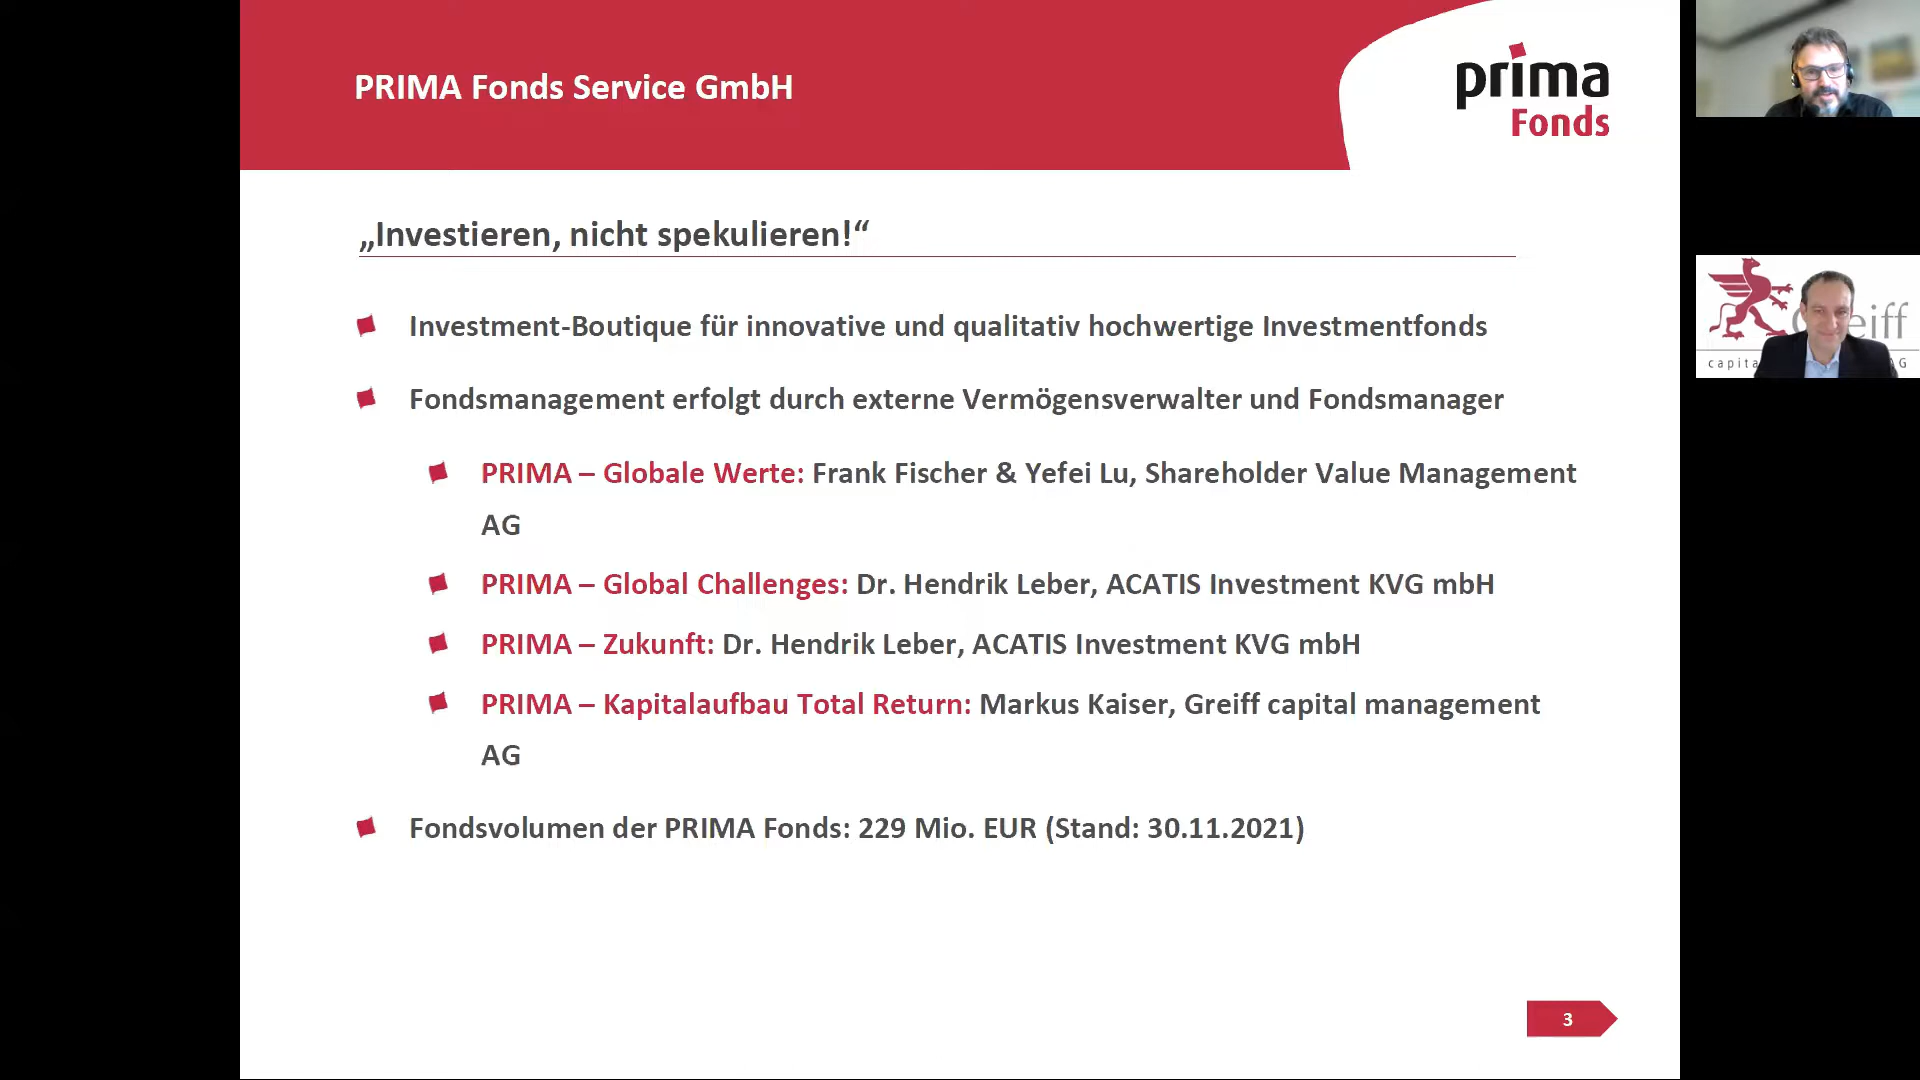 PRIMA Fonds Service GmbH
prima
Fonds
„Investieren, nicht spekulieren!“
Investment-Boutique für innovative und qualitativ hochwertige Investmentfonds
Fondsmanagement erfolgt durch externe Vermögensverwalter und Fondsmanager
PRIMA – Globale Werte: Frank Fischer & Yefei Lu, Shareholder Value Management
AG
PRIMA – Global Challenges: Dr. Hendrik Leber, ACATIS Investment KVG mbH
PRIMA – Zukunft: Dr. Hendrik Leber, ACATIS Investment KVG mbH
PRIMA – Kapitalaufbau Total Return: Markus Kaiser, Greiff capital management
AG
Fondsvolumen der PRIMA Fonds: 229 Mio. EUR (Stand: 30.11.2021)
3